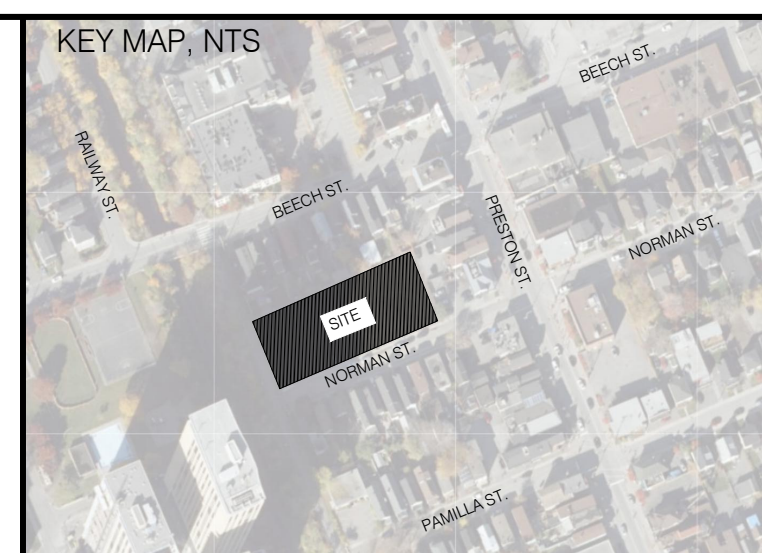 KEY MAP, NTS
BEECH ST.
RAILWAY ST.
BEECH ST.
PRESTON ST.
NORMAN ST.
SITE
NORMAN ST.
PAMILLA ST.